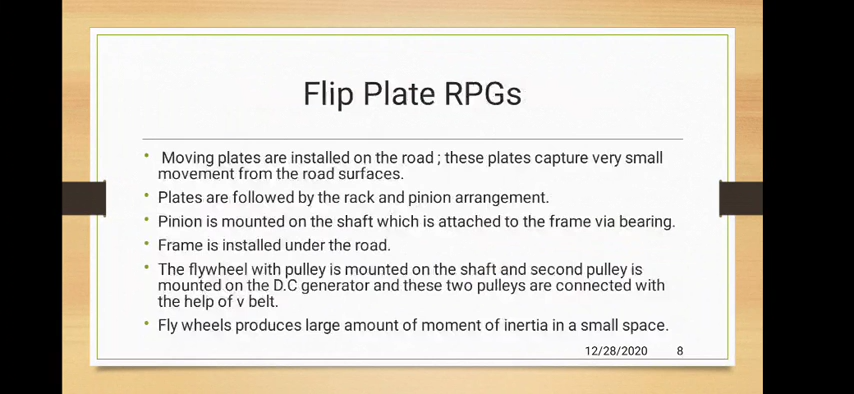 Flip Plate RPGs
• Moving plates are installed on the road ; these plates capture very small
movement from the road surfaces.
• Plates are followed by the rack and pinion arrangement.
• Pinion is mounted on the shaft which is attached to the frame via bearing.
• Frame is installed under the road.
• The flywheel with pulley is mounted on the shaft and second pulley is
mounted on the D.C generator and these two pulleys are connected with
the help of v belt.
• Fly wheels produces large amount of moment of inertia in a small space.
12/28/2020 8